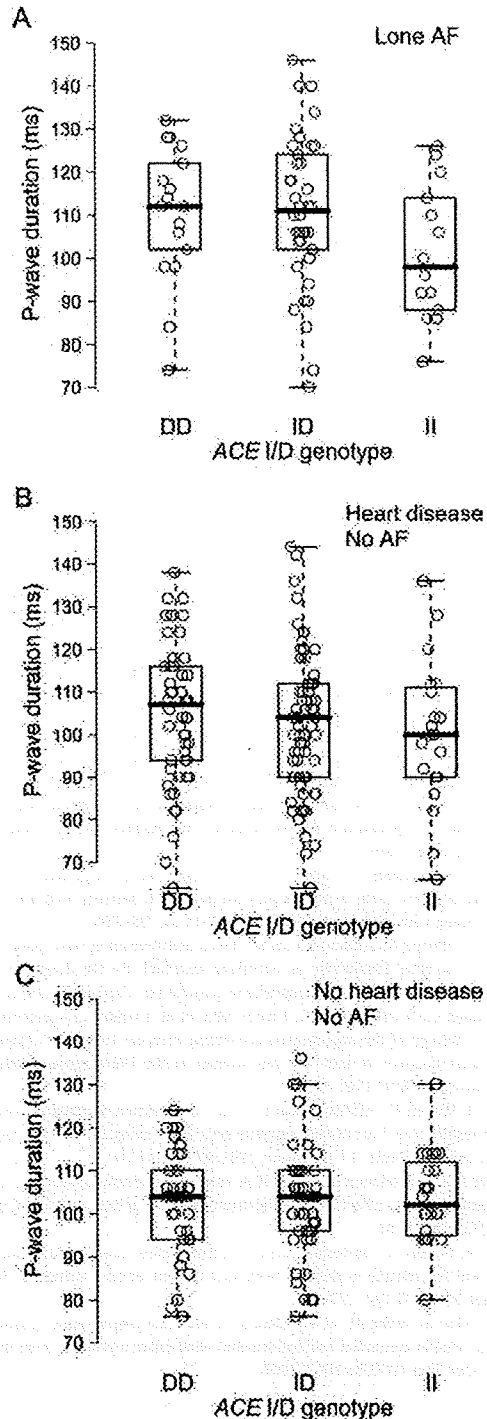 A
Lone AF
P-wave duration (ms)
150
140
130
120
110
100
90
80
70
DD ID II
ACE I/D genotype
B
Heart disease
No AF
P-wave duration (ms)
150
140
130
120
110
100
90
80
70
DD ID II
ACE I/D genotype
C
No heart disease
No AF
P-wave duration (ms)
150
140
130
120
110
100
90
80
70
DD ID II
ACE I/D genotype